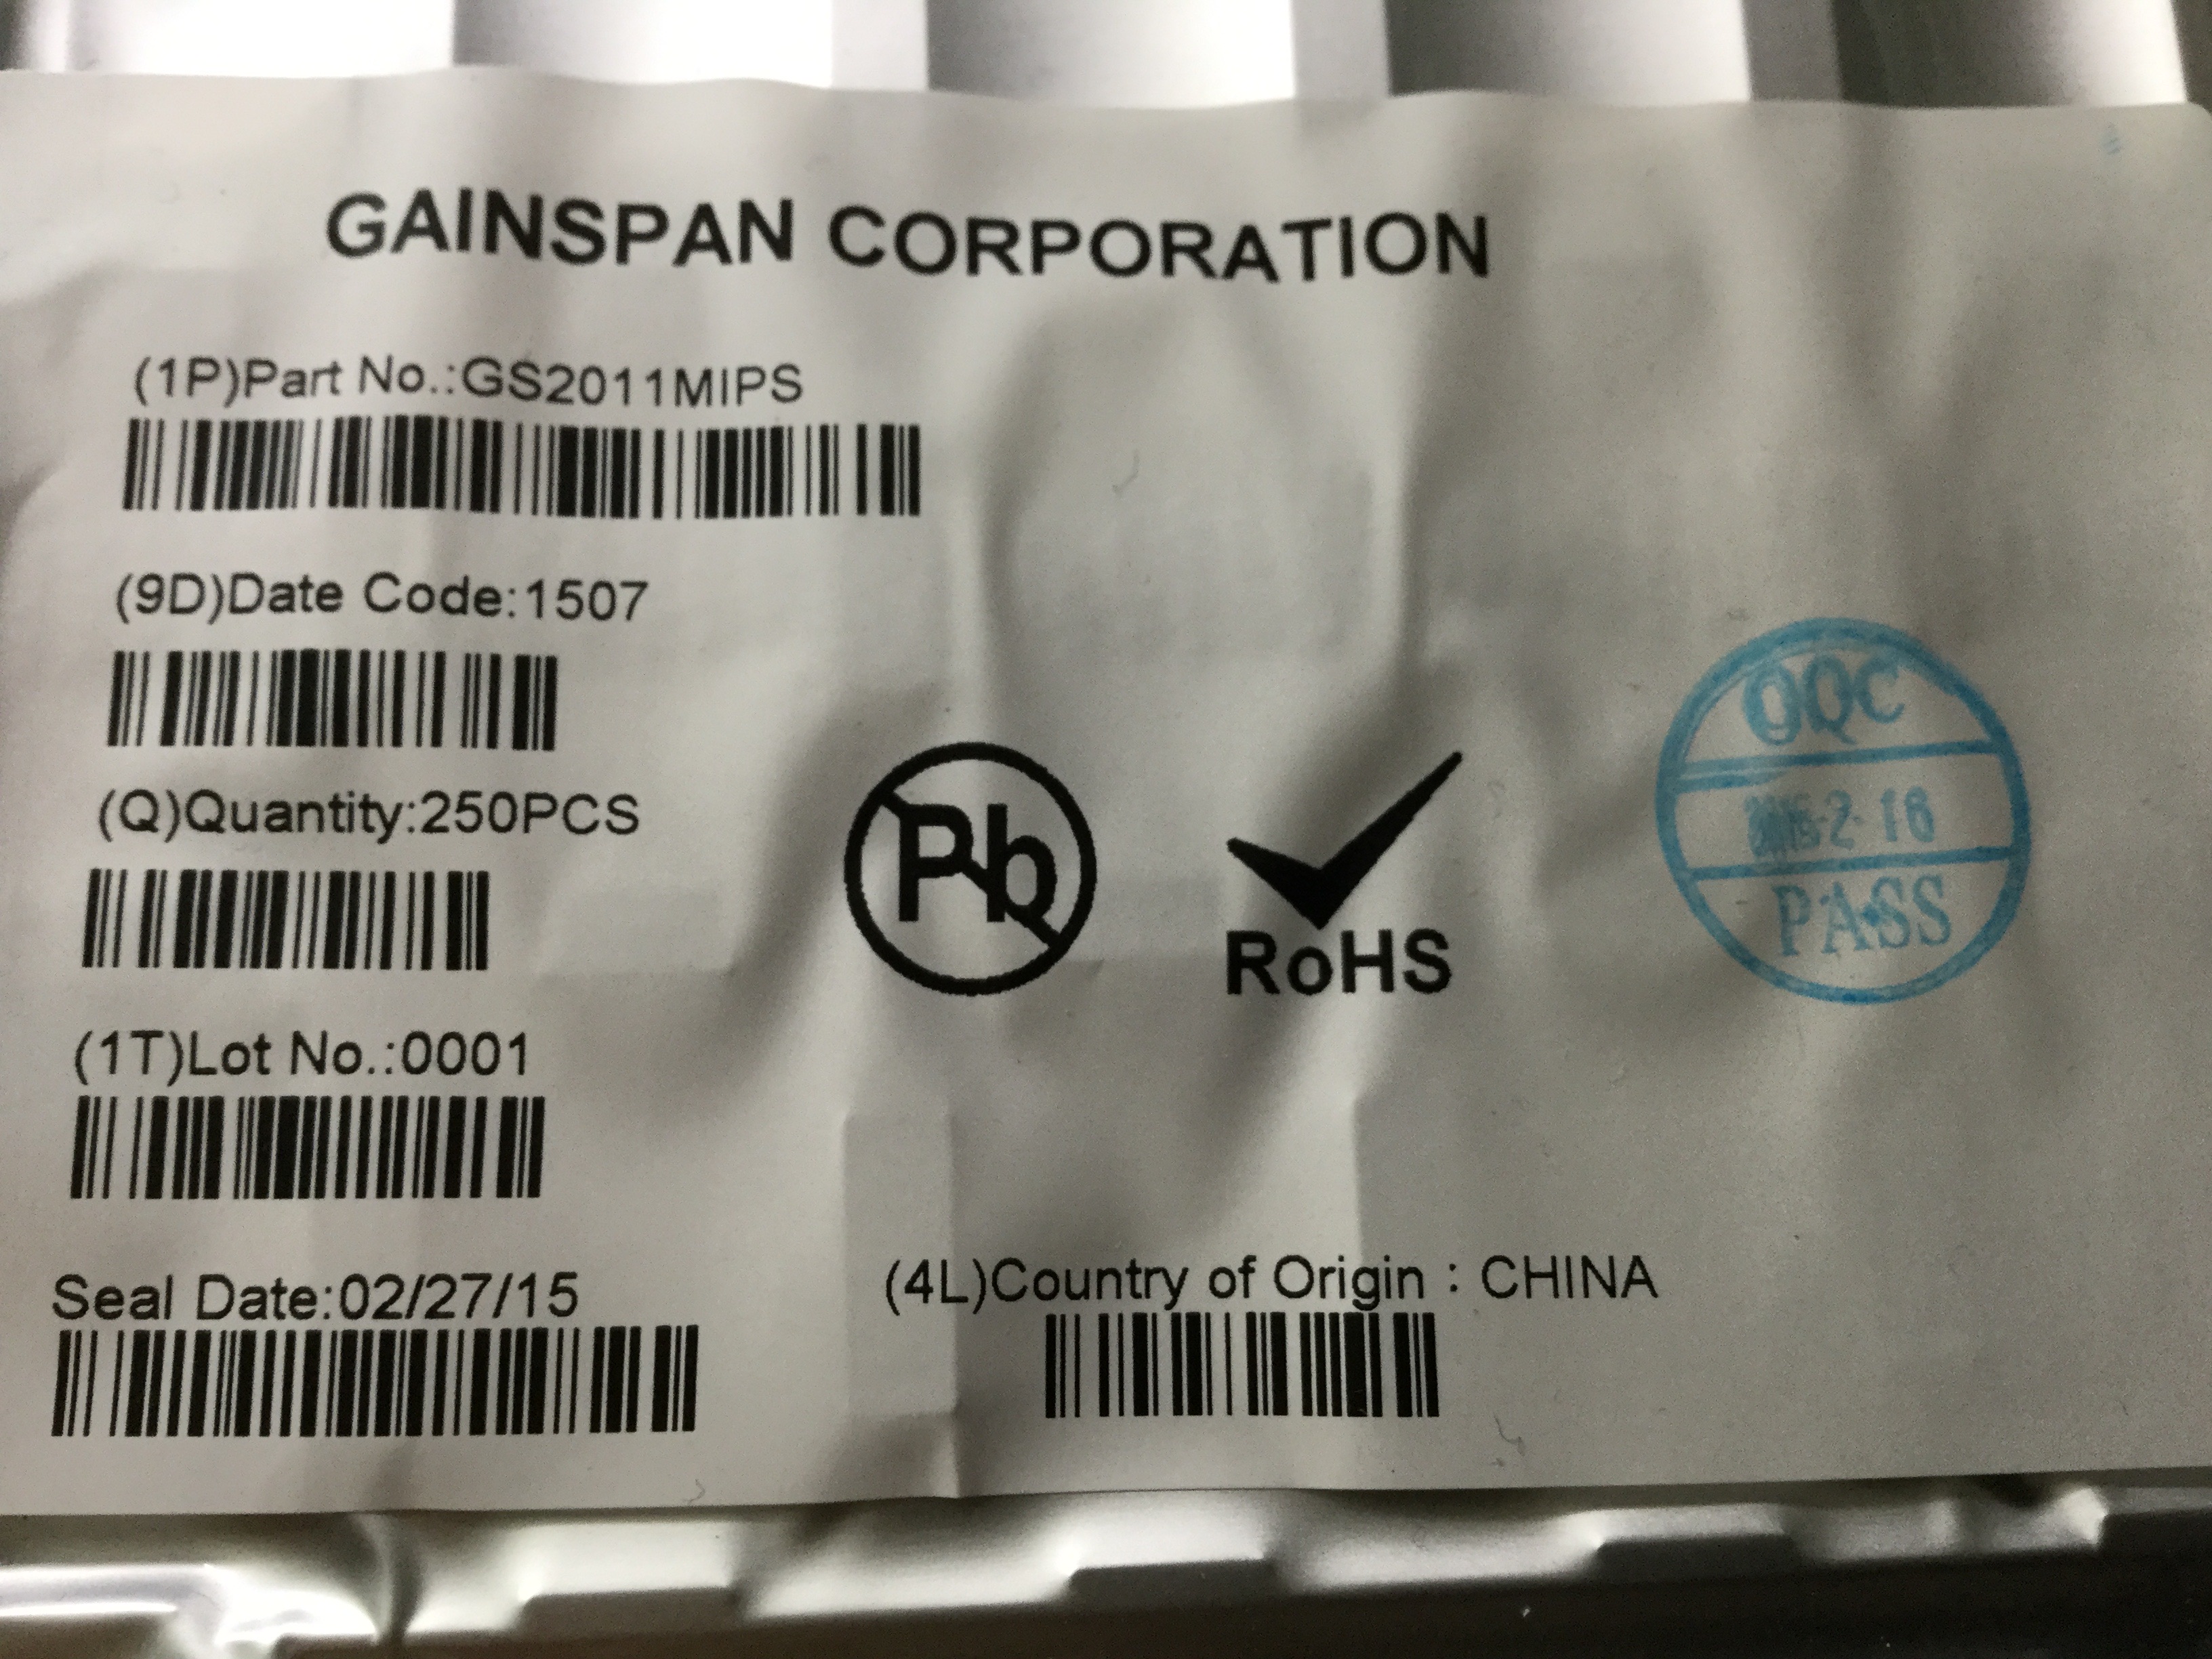 GAINSPAN CORPORATION
(1P)Part No.:GS2011MIPS
(9D)Date Code:1507
(Q)Quantity:250PCS
(1T)Lot No.:0001
Seal Date:02/27/15
Pb
RoHS
(4L)Country of Origin : CHINA
OQC
PASS